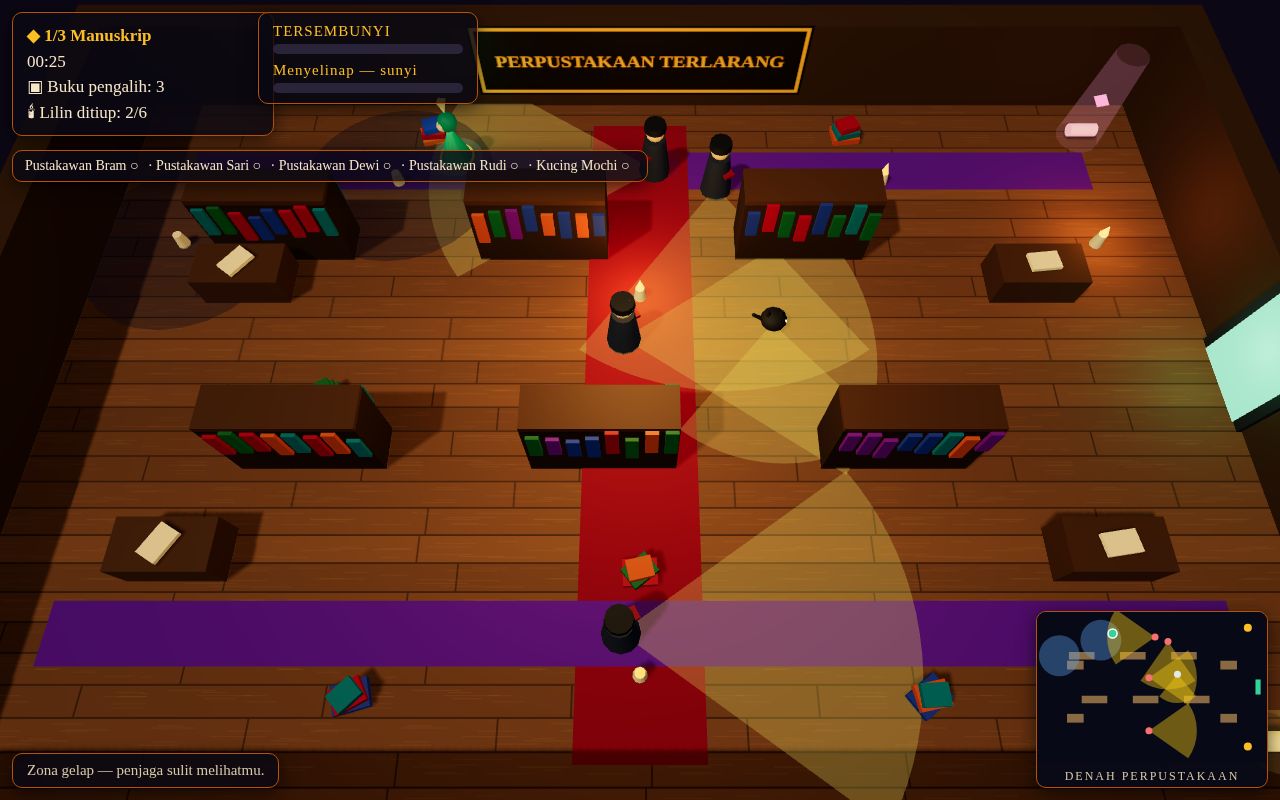 ◆ 1/3 Manuskrip
00:25
▣ Buku pengalih: 3
🕯 Lilin ditiup: 2/6
TERSEMBUNYI
Menyelinap — sunyi
PERPUSTAKAAN TERLARANG
Pustakawan Bram ○ · Pustakawan Sari ○ · Pustakawan Dewi ○ · Pustakawan Rudi ○ · Kucing Mochi ○
Zona gelap — penjaga sulit melihatmu.
DENAH PERPUSTAKAAN